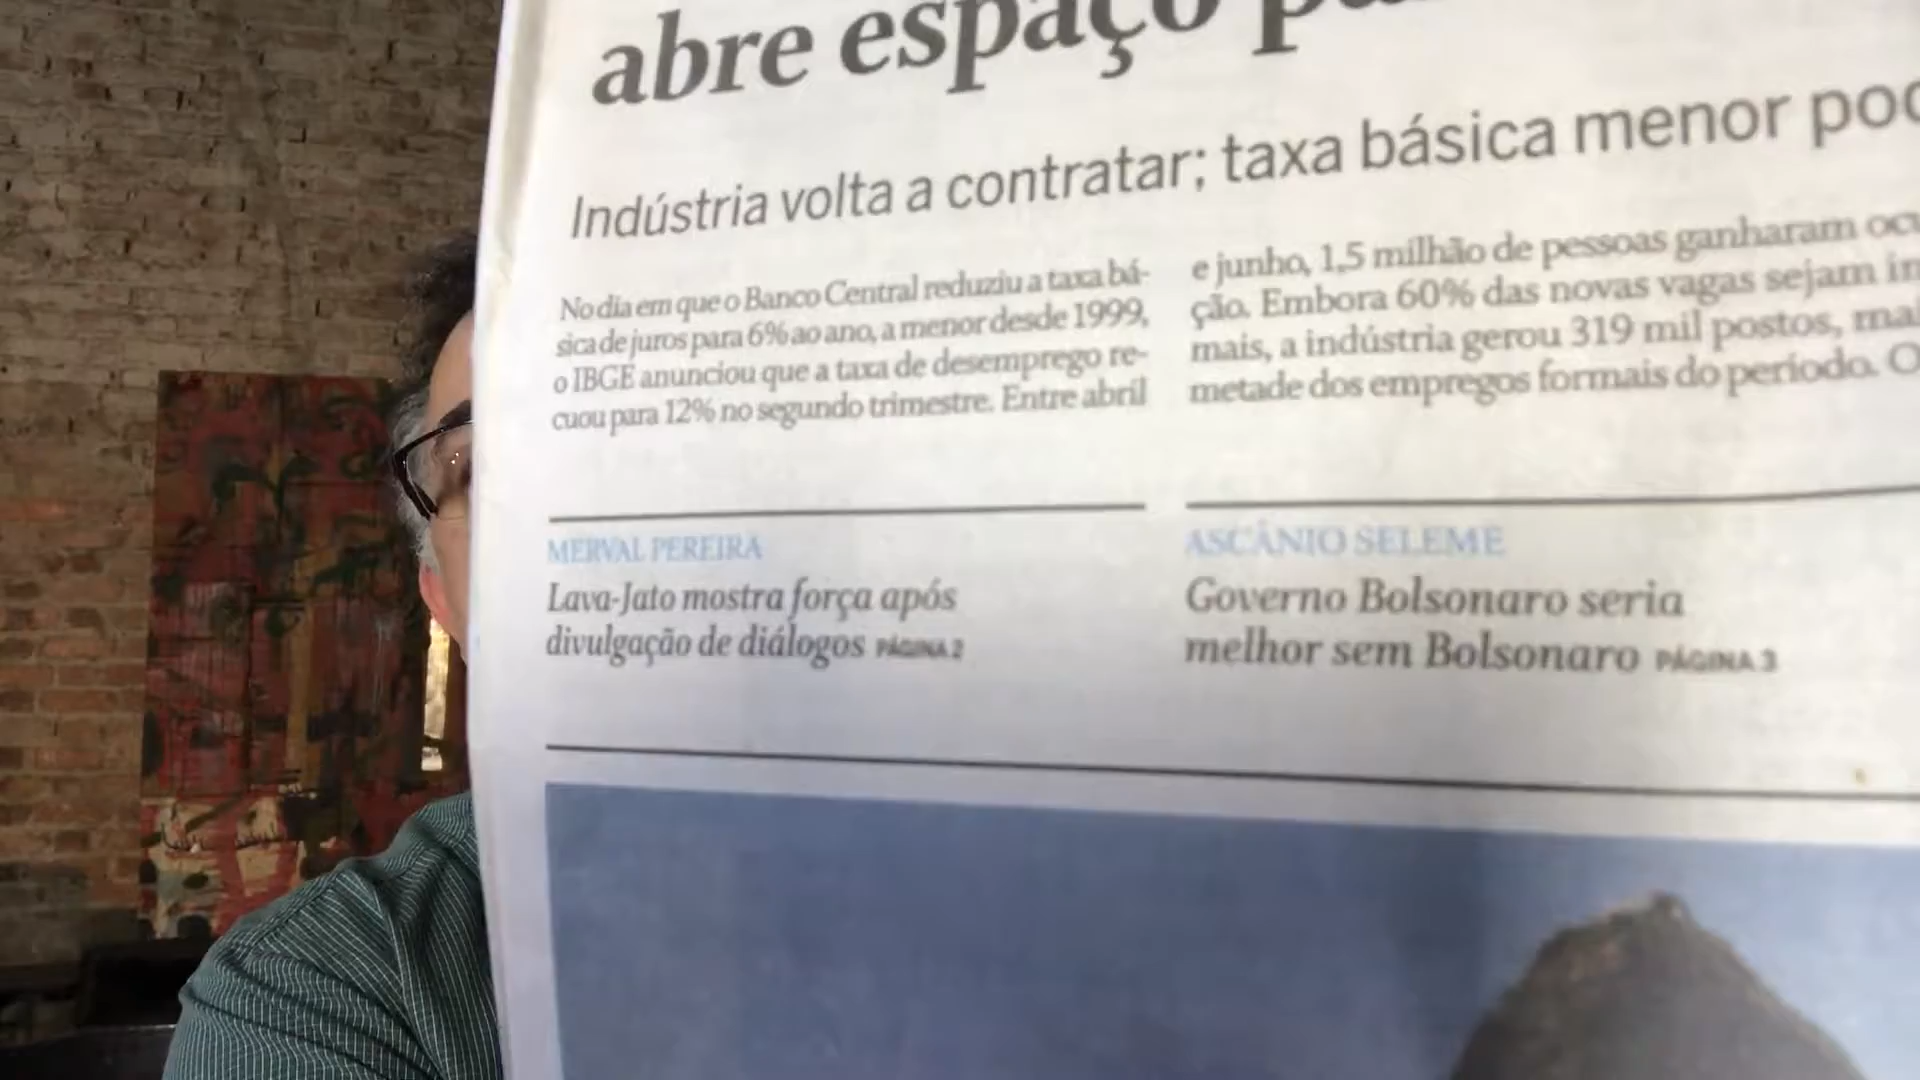 abre espaço
Indústria volta a contratar; taxa básica menor
No dia em que o Banco Central reduziu a taxa bá-
sica de juros para 6% ao ano, a menor desde 1999,
o IBGE anunciou que a taxa de desemprego re-
cuou para 12% no segundo trimestre. Entre abril
e junho, 1,5 milhão de pessoas ganharam
ção. Embora 60% das novas vagas sejam
mais, a indústria gerou 319 mil postos,
metade dos empregos formais do período. O
MERVAL PEREIRA
Lava-Jato mostra força após
divulgação de diálogos PÁGINA 2
ASCÂNIO SELEME
Governo Bolsonaro seria
melhor sem Bolsonaro PÁGINA 3